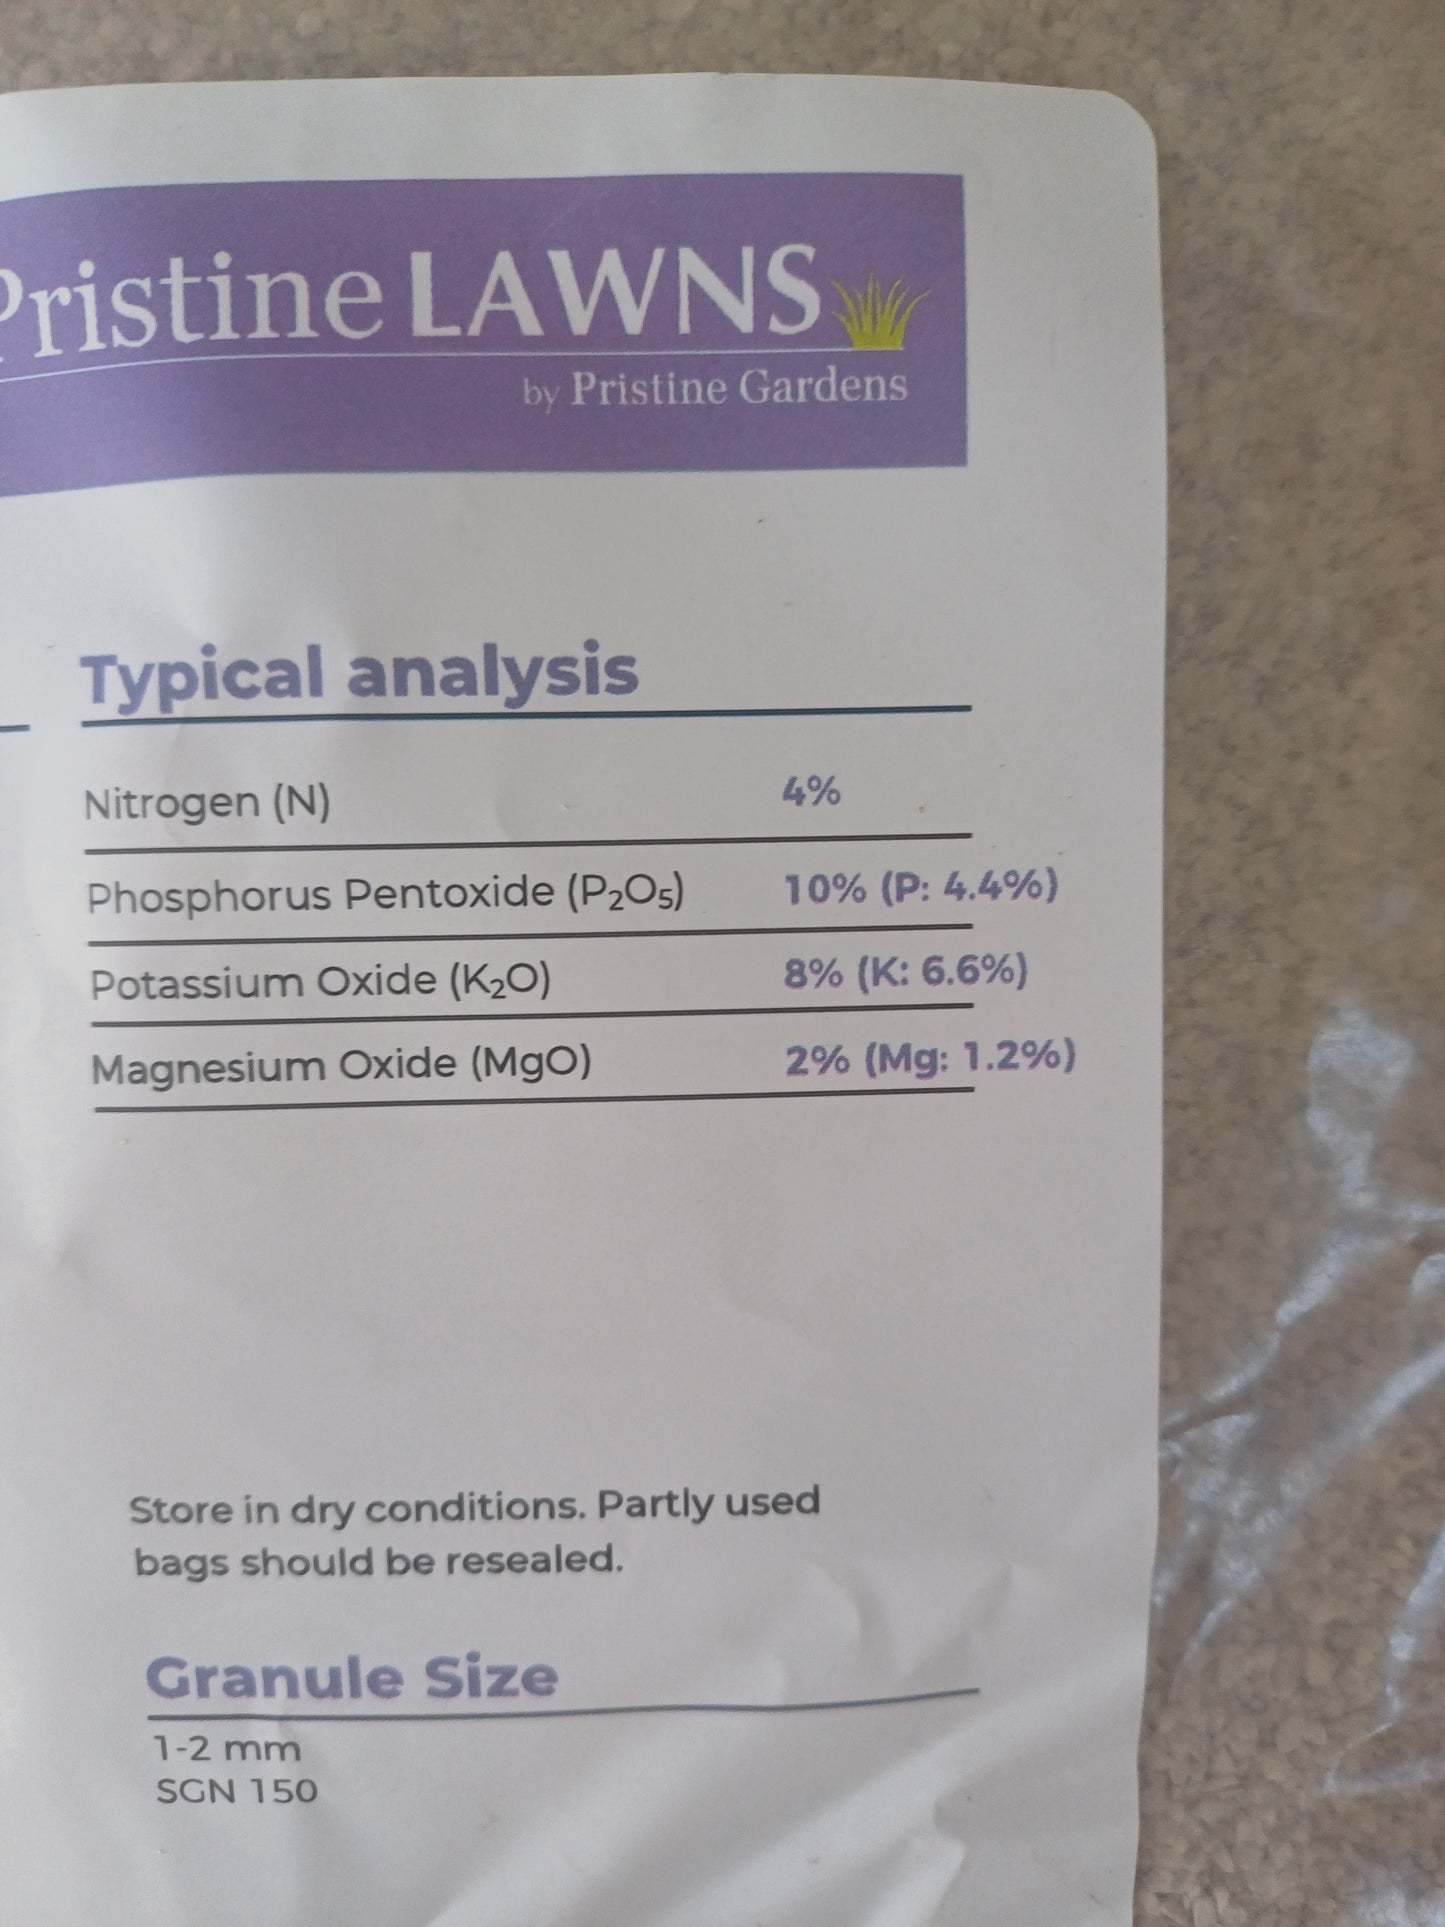 Pristine LAWNS
by Pristine Gardens
Typical analysis
Nitrogen (N) 4%
Phosphorus Pentoxide (P₂O₅) 10% (P: 4.4%)
Potassium Oxide (K₂O) 8% (K: 6.6%)
Magnesium Oxide (MgO) 2% (Mg: 1.2%)
Store in dry conditions. Partly used
bags should be resealed.
Granule Size
1-2 mm
SGN 150